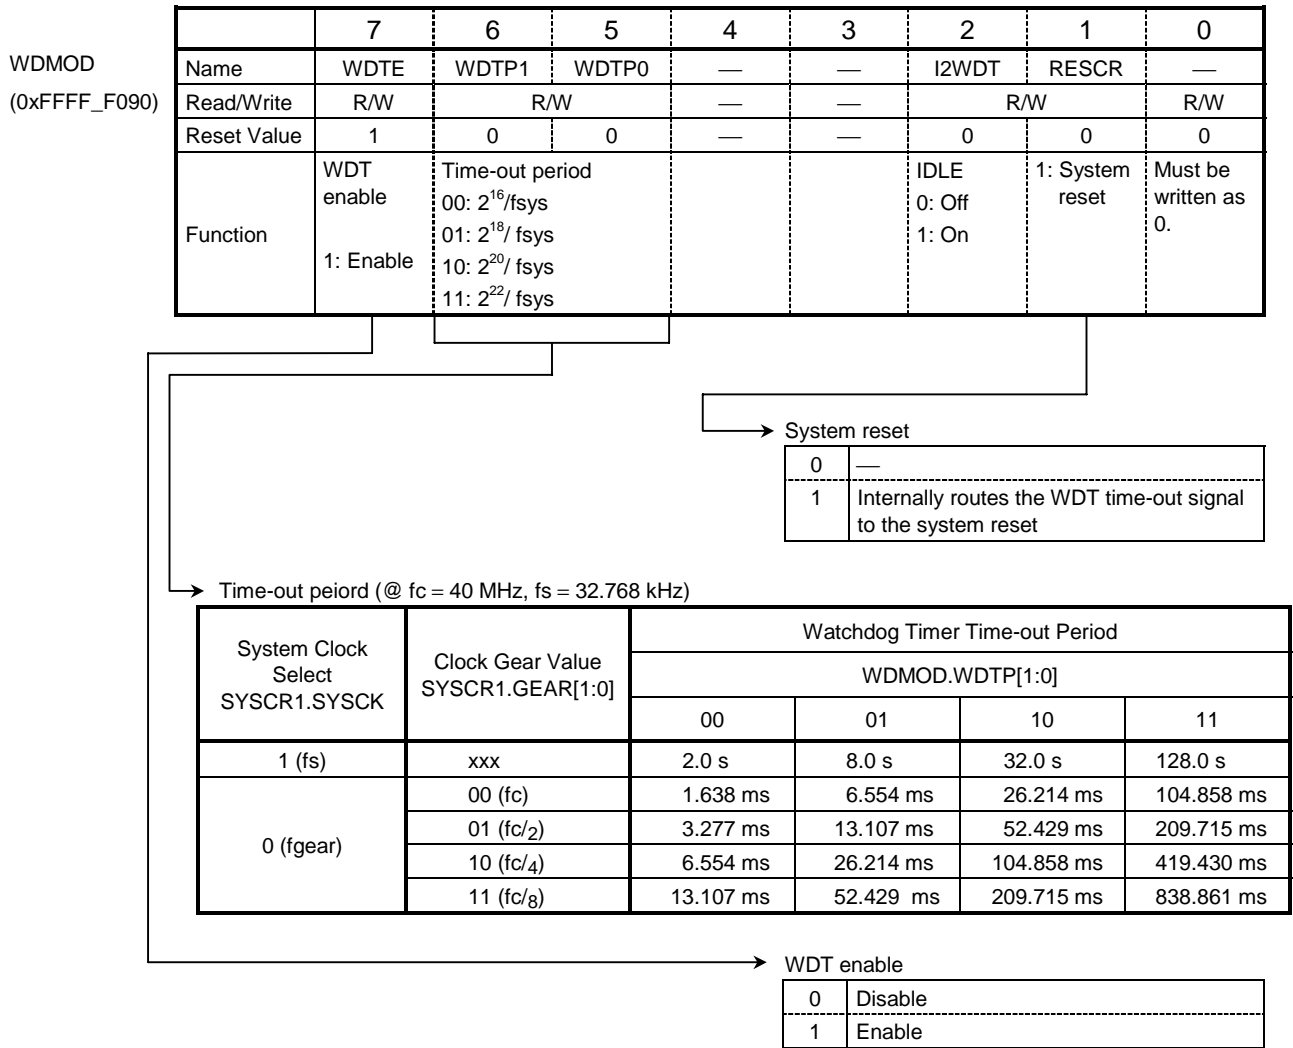 7 6 5 4 3 2 1 0
WDMOD
(0xFFFF_F090)
Name WDTE WDTP1 WDTP0 — — I2WDT RESCR —
Read/Write R/W R/W — — R/W R/W
Reset Value 1 0 0 — — 0 0 0
Function
WDT
enable
1: Enable
Time-out period
00: 2^16/fsys
01: 2^18/ fsys
10: 2^20/ fsys
11: 2^22/ fsys
IDLE
0: Off
1: On
1: System
reset
Must be
written as
0.
System reset
0 —
1 Internally routes the WDT time-out signal
to the system reset
Time-out peiord (@ fc = 40 MHz, fs = 32.768 kHz)
System Clock
Select
SYSCR1.SYSCK
Clock Gear Value
SYSCR1.GEAR[1:0]
Watchdog Timer Time-out Period
WDMOD.WDTP[1:0]
00 01 10 11
1 (fs) xxx 2.0 s 8.0 s 32.0 s 128.0 s
0 (fgear)
00 (fc) 1.638 ms 6.554 ms 26.214 ms 104.858 ms
01 (fc/2) 3.277 ms 13.107 ms 52.429 ms 209.715 ms
10 (fc/4) 6.554 ms 26.214 ms 104.858 ms 419.430 ms
11 (fc/8) 13.107 ms 52.429 ms 209.715 ms 838.861 ms
WDT enable
0 Disable
1 Enable